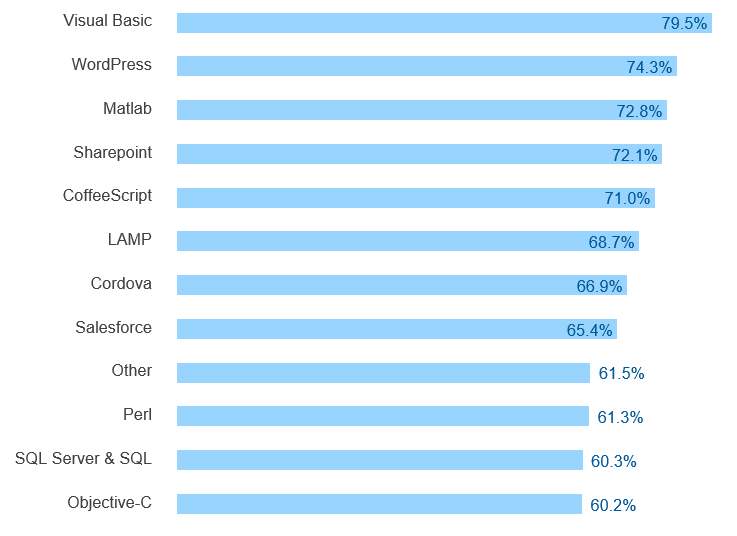 Visual Basic 79.5%
WordPress 74.3%
Matlab 72.8%
Sharepoint 72.1%
CoffeeScript 71.0%
LAMP 68.7%
Cordova 66.9%
Salesforce 65.4%
Other 61.5%
Perl 61.3%
SQL Server & SQL 60.3%
Objective-C 60.2%